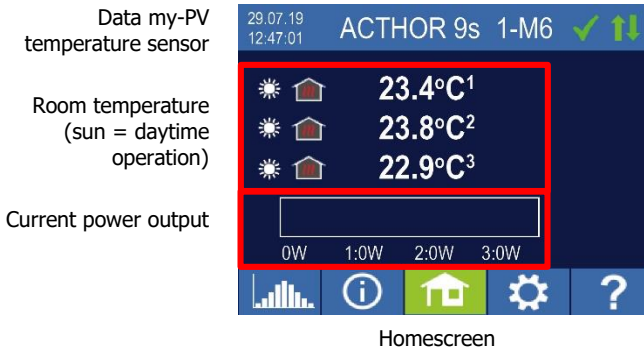 Data my-PV
temperature sensor
Room temperature
(sun = daytime
operation)
Current power output
29.07.19
12:47:01
ACTHOR 9s 1-M6
23.4°C1
23.8°C2
22.9°C3
0W 1:0W 2:0W 3:0W
i
?
Homescreen